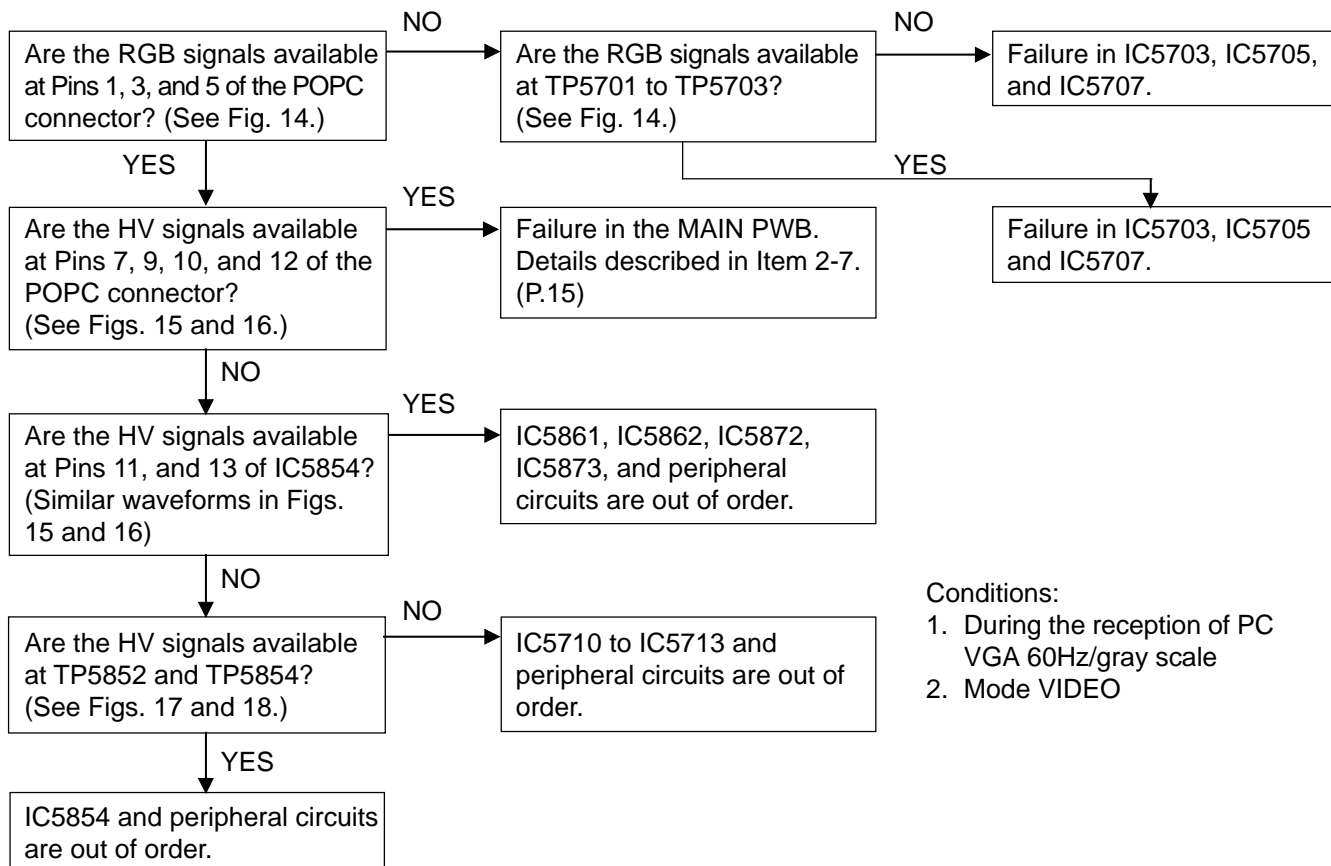 NO
NO
Are the RGB signals available
at Pins 1, 3, and 5 of the POPC
connector? (See Fig. 14.)
Are the RGB signals available
at TP5701 to TP5703?
(See Fig. 14.)
Failure in IC5703, IC5705,
and IC5707.
YES
YES
YES
Are the HV signals available
at Pins 7, 9, 10, and 12 of the
POPC connector?
(See Figs. 15 and 16.)
Failure in the MAIN PWB.
Details described in Item 2-7.
(P.15)
Failure in IC5703, IC5705
and IC5707.
NO
YES
Are the HV signals available
at Pins 11, and 13 of IC5854?
(Similar waveforms in Figs.
15 and 16)
IC5861, IC5862, IC5872,
IC5873, and peripheral
circuits are out of order.
NO
NO
Are the HV signals available
at TP5852 and TP5854?
(See Figs. 17 and 18.)
IC5710 to IC5713 and
peripheral circuits are out of
order.
Conditions:
1. During the reception of PC
VGA 60Hz/gray scale
2. Mode VIDEO
YES
IC5854 and peripheral circuits
are out of order.